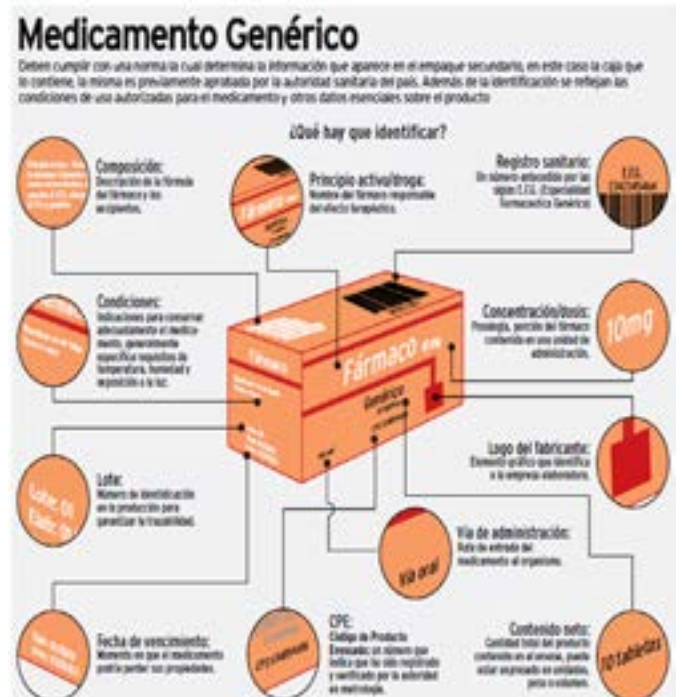 Medicamento Genérico
Deben cumplir con una norma la cual determina la información que aparece en el empaque secundario, en este caso la caja que
lo contiene, la misma es previamente aprobada por la autoridad sanitaria del país. Además de la identificación se reflejan las
condiciones de uso autorizadas para el medicamento y otros datos esenciales sobre el producto
¿Qué hay que identificar?
Composición:
Descripción de la fórmula
del fármaco y los
excipientes.
Principio activo/droga:
Nombre del fármaco responsable
del efecto terapéutico.
Fármaco
Registro sanitario:
Un número antecedido por las
siglas E.F.G. (Especialidad
Farmacéutica Genérica)
E.F.G.
Condiciones:
Indicaciones para conservar
adecuadamente el medica-
mento, generalmente
especifica requisitos de
temperatura, humedad y
exposición a la luz.
Concentración/dosis:
Posología, porción del fármaco
contenido en una unidad de
administración.
10mg
Fármaco
Fármaco
Genérico
Lote:
Número de identificación
en la producción para
garantizar la trazabilidad.
Lote: 01
Logo del fabricante:
Elemento gráfico que identifica
a la empresa elaboradora.
Vía de administración:
Ruta de entrada del
medicamento al organismo.
Vía oral
Fecha de vencimiento:
Momento en que el medicamento
podría perder sus propiedades.
CPE:
Código de Producto
Envasado: un número que
indica que ha sido registrado
y verificado por la autoridad
en metrología.
Contenido neto:
Cantidad total del producto
contenido en el envase, puede
estar expresado en unidades,
peso o volumen.
10 tabletas